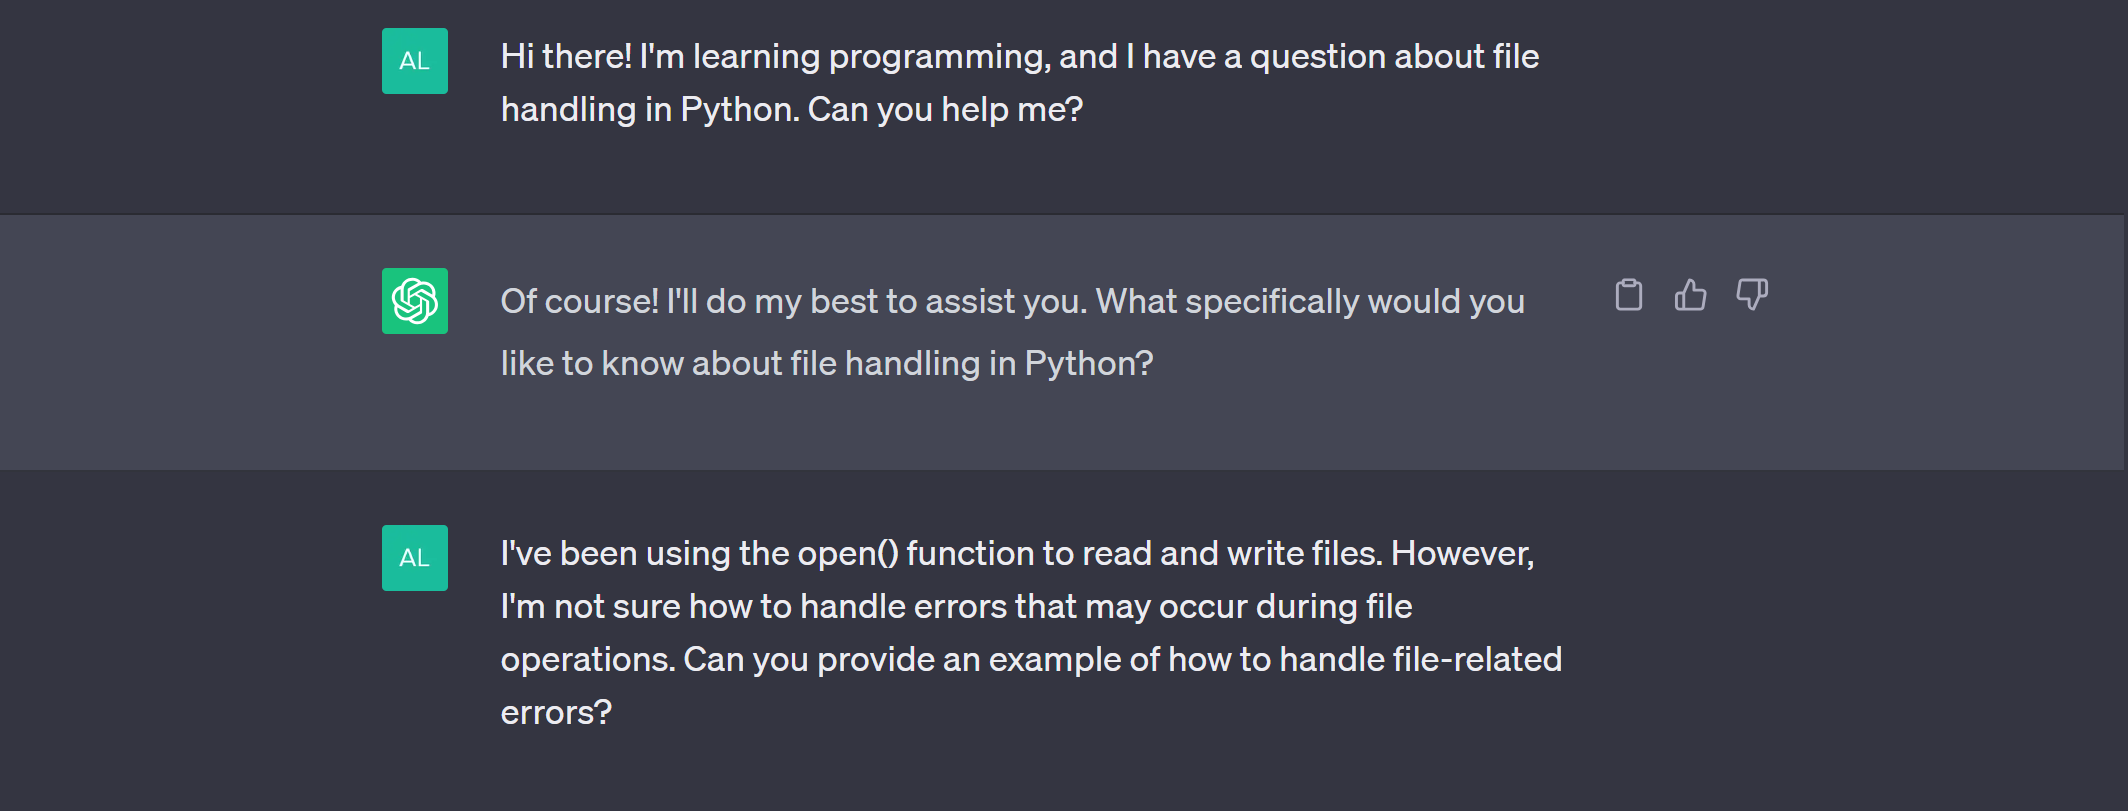 AL
Hi there! I'm learning programming, and I have a question about file
handling in Python. Can you help me?
Of course! I'll do my best to assist you. What specifically would you
like to know about file handling in Python?
AL
I've been using the open() function to read and write files. However,
I'm not sure how to handle errors that may occur during file
operations. Can you provide an example of how to handle file-related
errors?